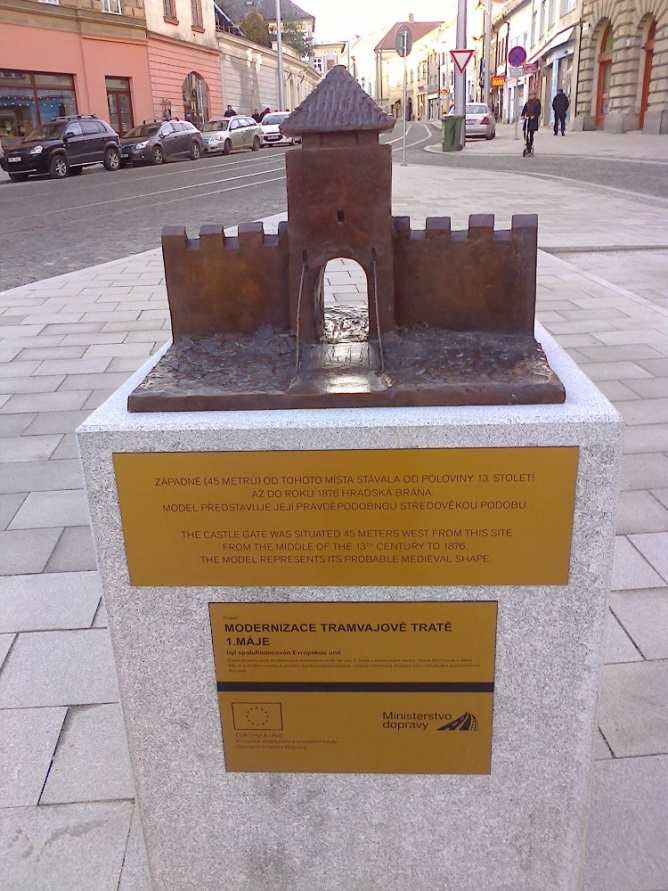 ZÁPADNĚ (45 METRŮ) OD TOHOTO MÍSTA STÁVALA OD POLOVINY 13. STOLETÍ
AŽ DO ROKU 1876 HRADSKÁ BRÁNA.
MODEL PŘEDSTAVUJE JEJÍ PRAVDĚPODOBNOU STŘEDOVĚKOU PODOBU
THE CASTLE GATE WAS SITUATED 45 METERS WEST FROM THIS SITE
FROM THE MIDDLE OF THE 13TH CENTURY TO 1876.
THE MODEL REPRESENTS ITS PROBABLE MEDIEVAL SHAPE.
Projekt
MODERNIZACE TRAMVAJOVÉ TRATĚ
1.MÁJE
byl spolufinancován Evropskou unií
EVROPSKÁ UNIE
Ministerstvo
dopravy